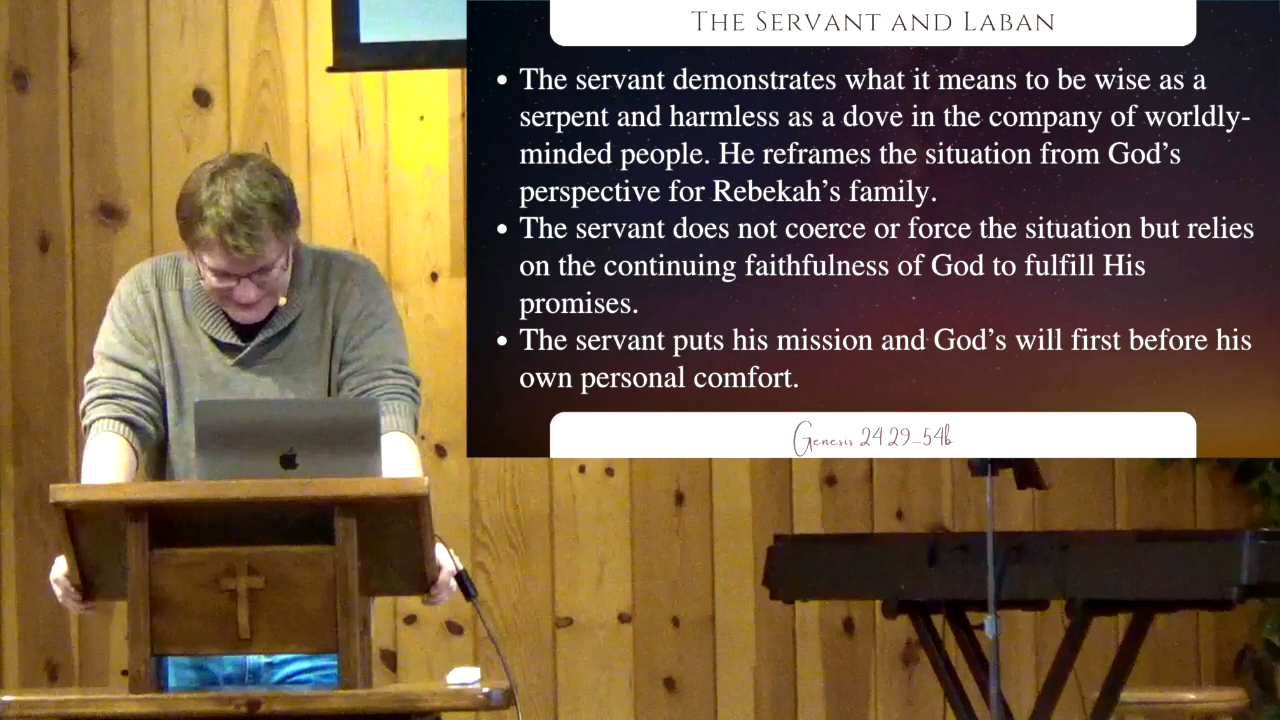 The Servant and Laban
• The servant demonstrates what it means to be wise as a
serpent and harmless as a dove in the company of worldly-
minded people. He reframes the situation from God’s
perspective for Rebekah’s family.
• The servant does not coerce or force the situation but relies
on the continuing faithfulness of God to fulfill His
promises.
• The servant puts his mission and God’s will first before his
own personal comfort.
Genesis 24:29-54b